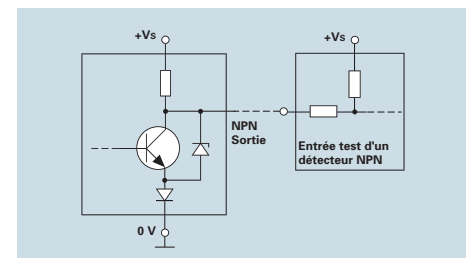 +Vs
+Vs
NPN
Sortie
Entrée test d'un
détecteur NPN
0 V